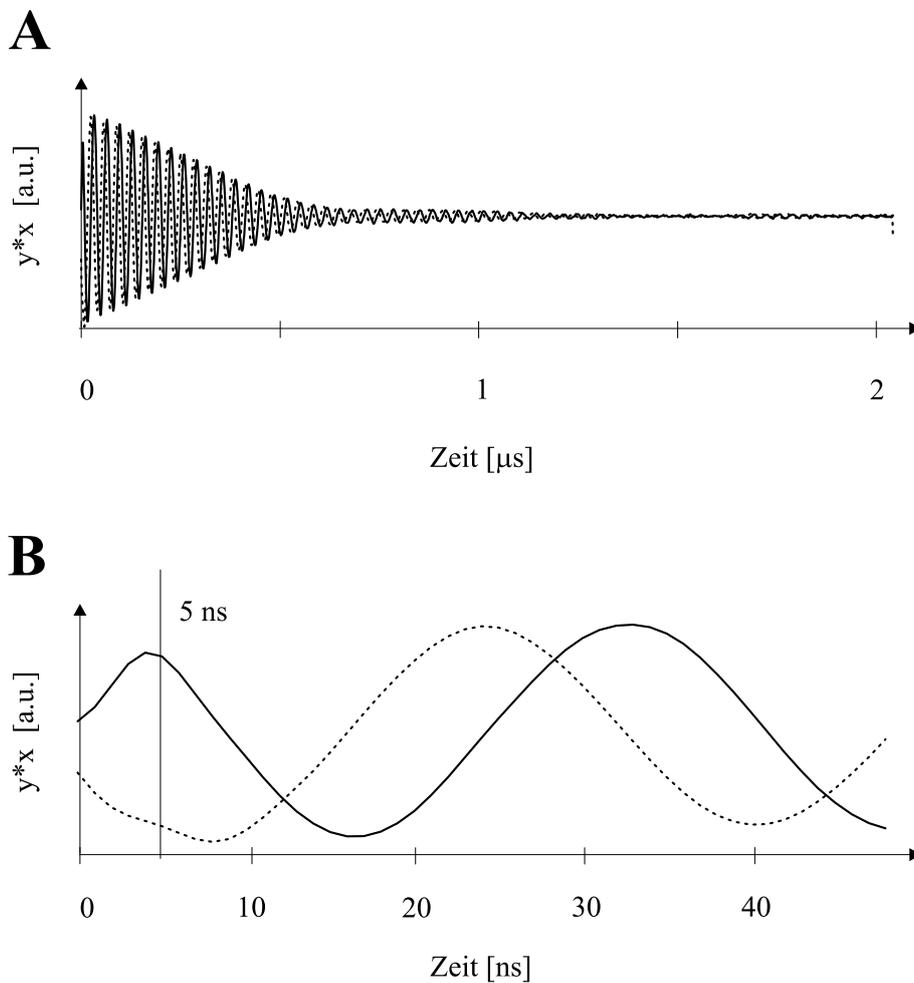 A
y*x [a.u.]
0 1 2
Zeit [μs]
B
5 ns
y*x [a.u.]
0 10 20 30 40
Zeit [ns]